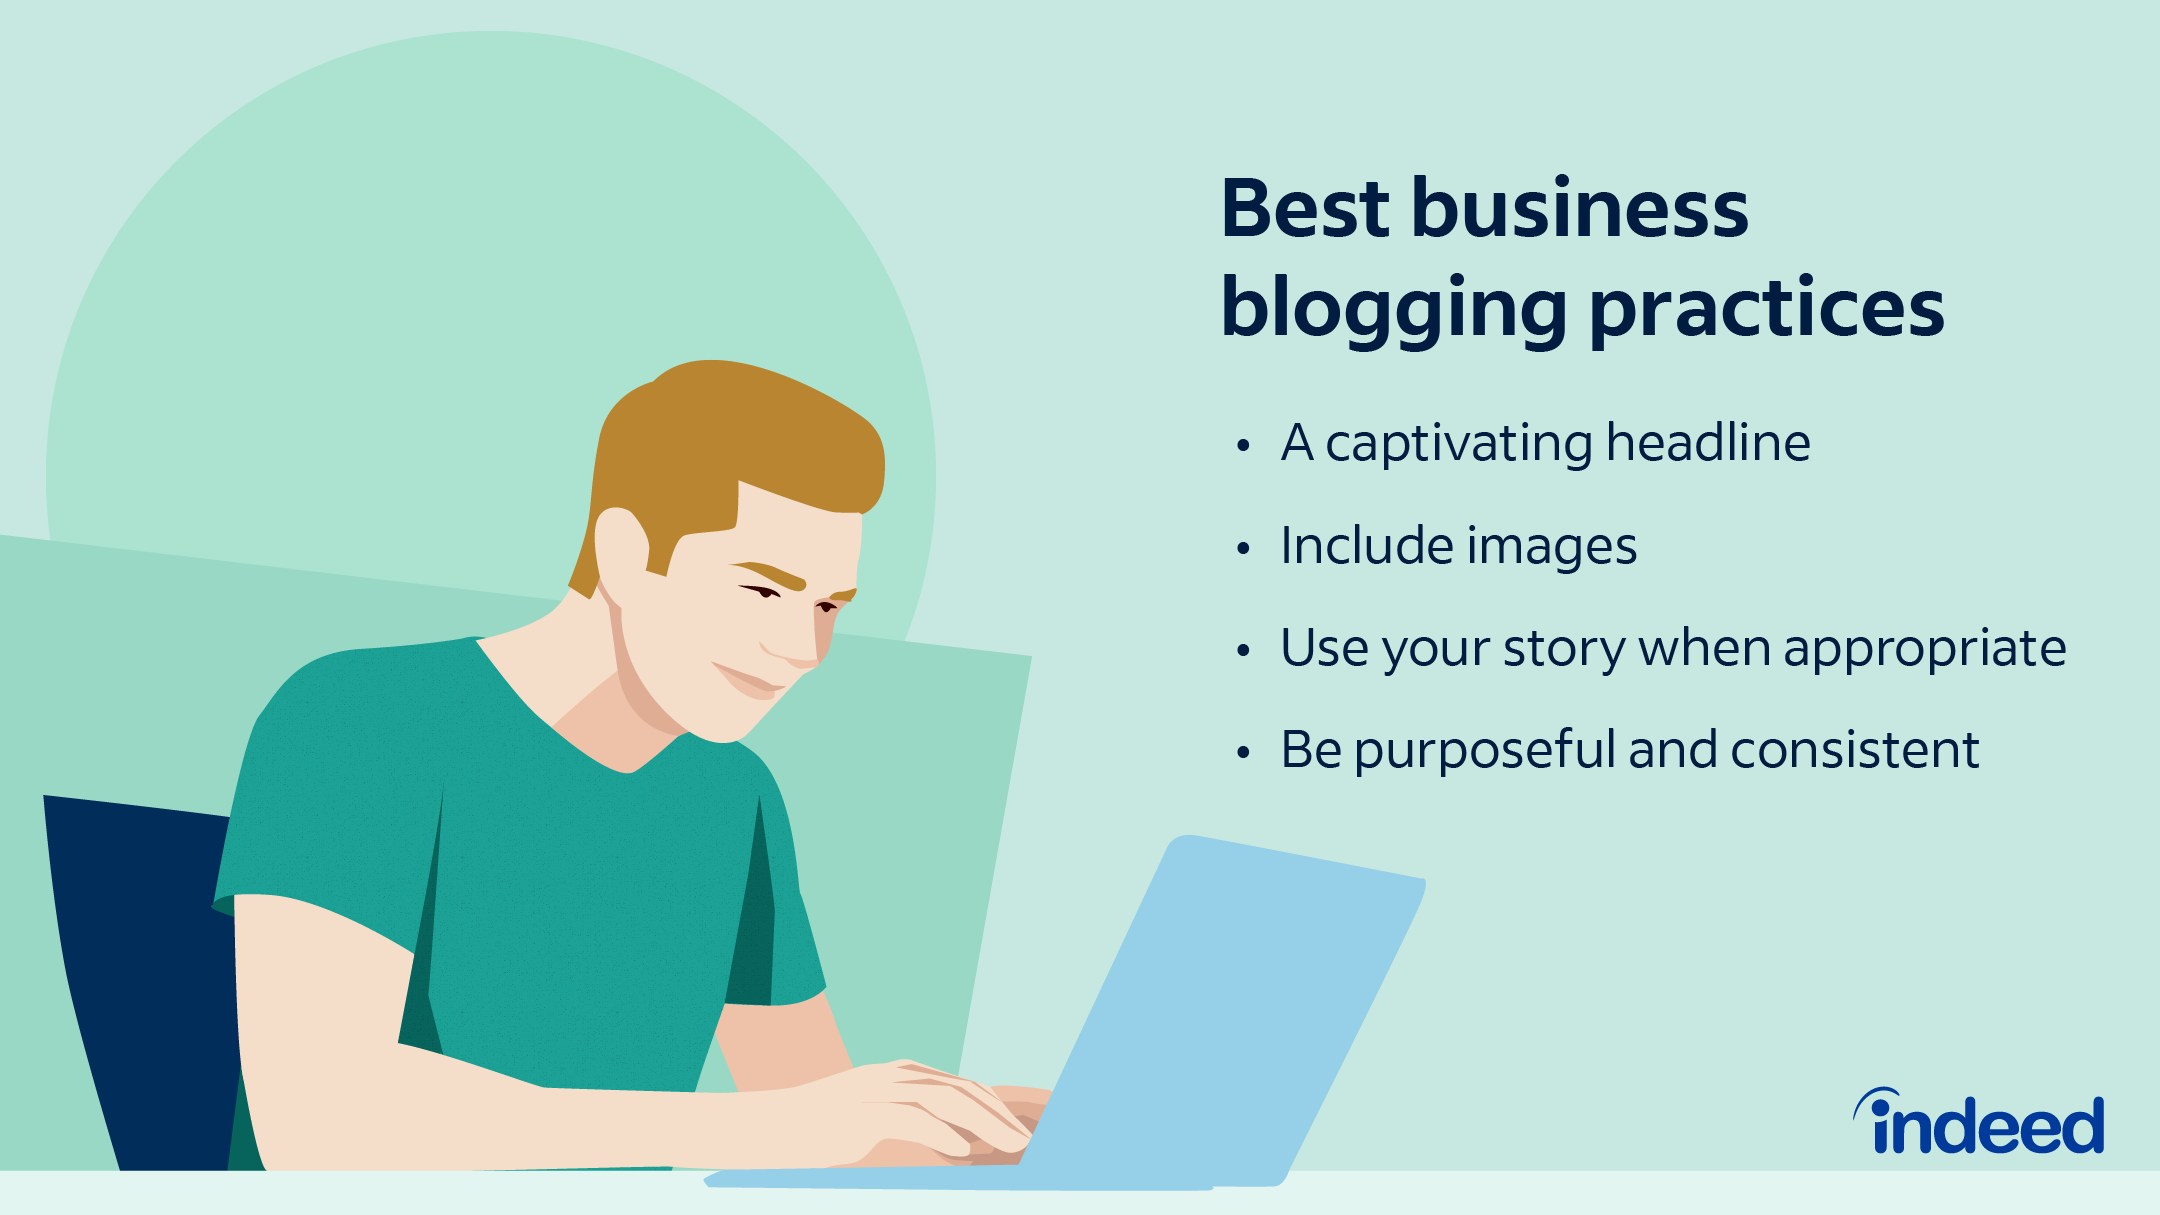 Best business
blogging practices
• A captivating headline
• Include images
• Use your story when appropriate
• Be purposeful and consistent
indeed